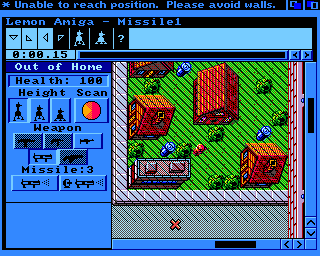 * Unable to reach position. Please avoid walls.
Lemon Amiga - Missile1
?
0:00.15
Out of Home
Health: 100
Height Scan
Weapon
Missile:3